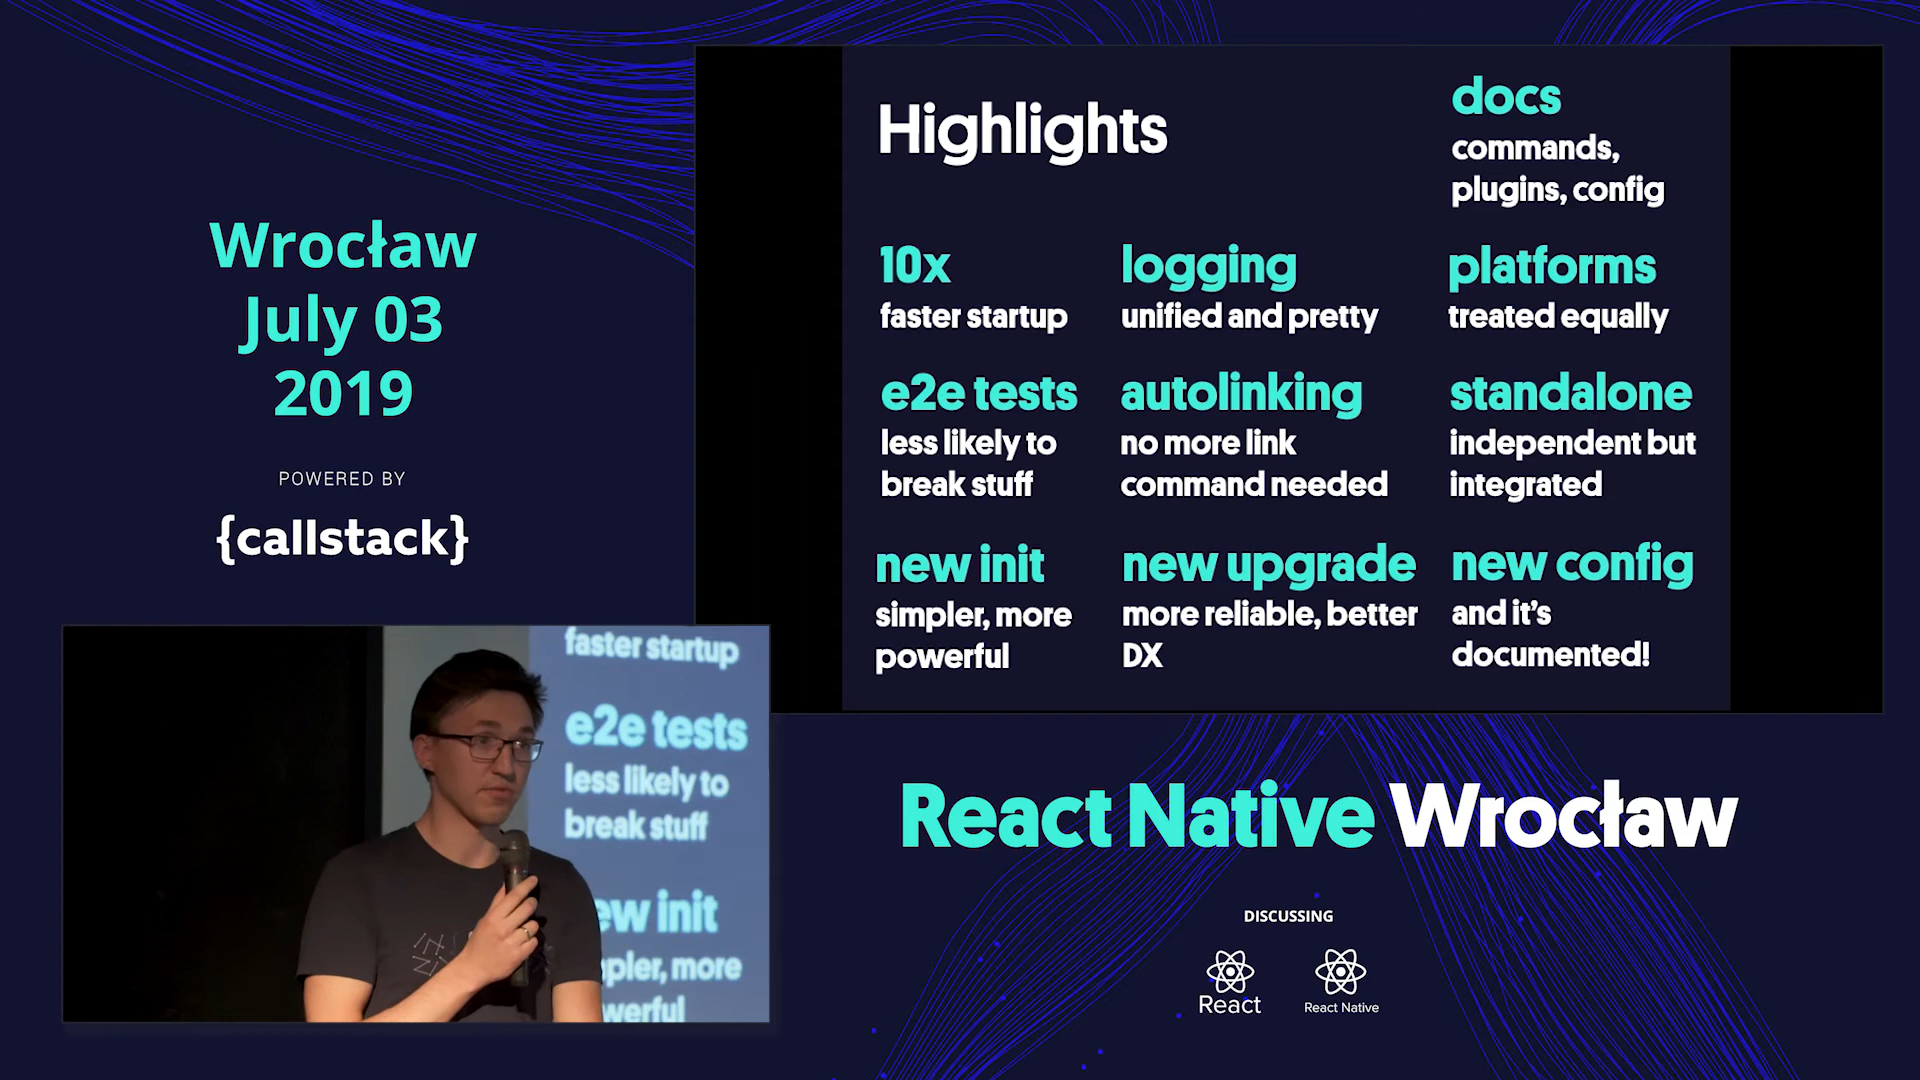 Wrocław
July 03
2019
POWERED BY
{callstack}
Highlights
docs
commands,
plugins, config
10x
faster startup
logging
unified and pretty
platforms
treated equally
e2e tests
less likely to
break stuff
autolinking
no more link
command needed
standalone
independent but
integrated
new init
simpler, more
powerful
new upgrade
more reliable, better
DX
new config
and it's
documented!
faster startup
e2e tests
less likely to
break stuff
ew init
pler, more
werful
React Native Wrocław
DISCUSSING
React
React Native